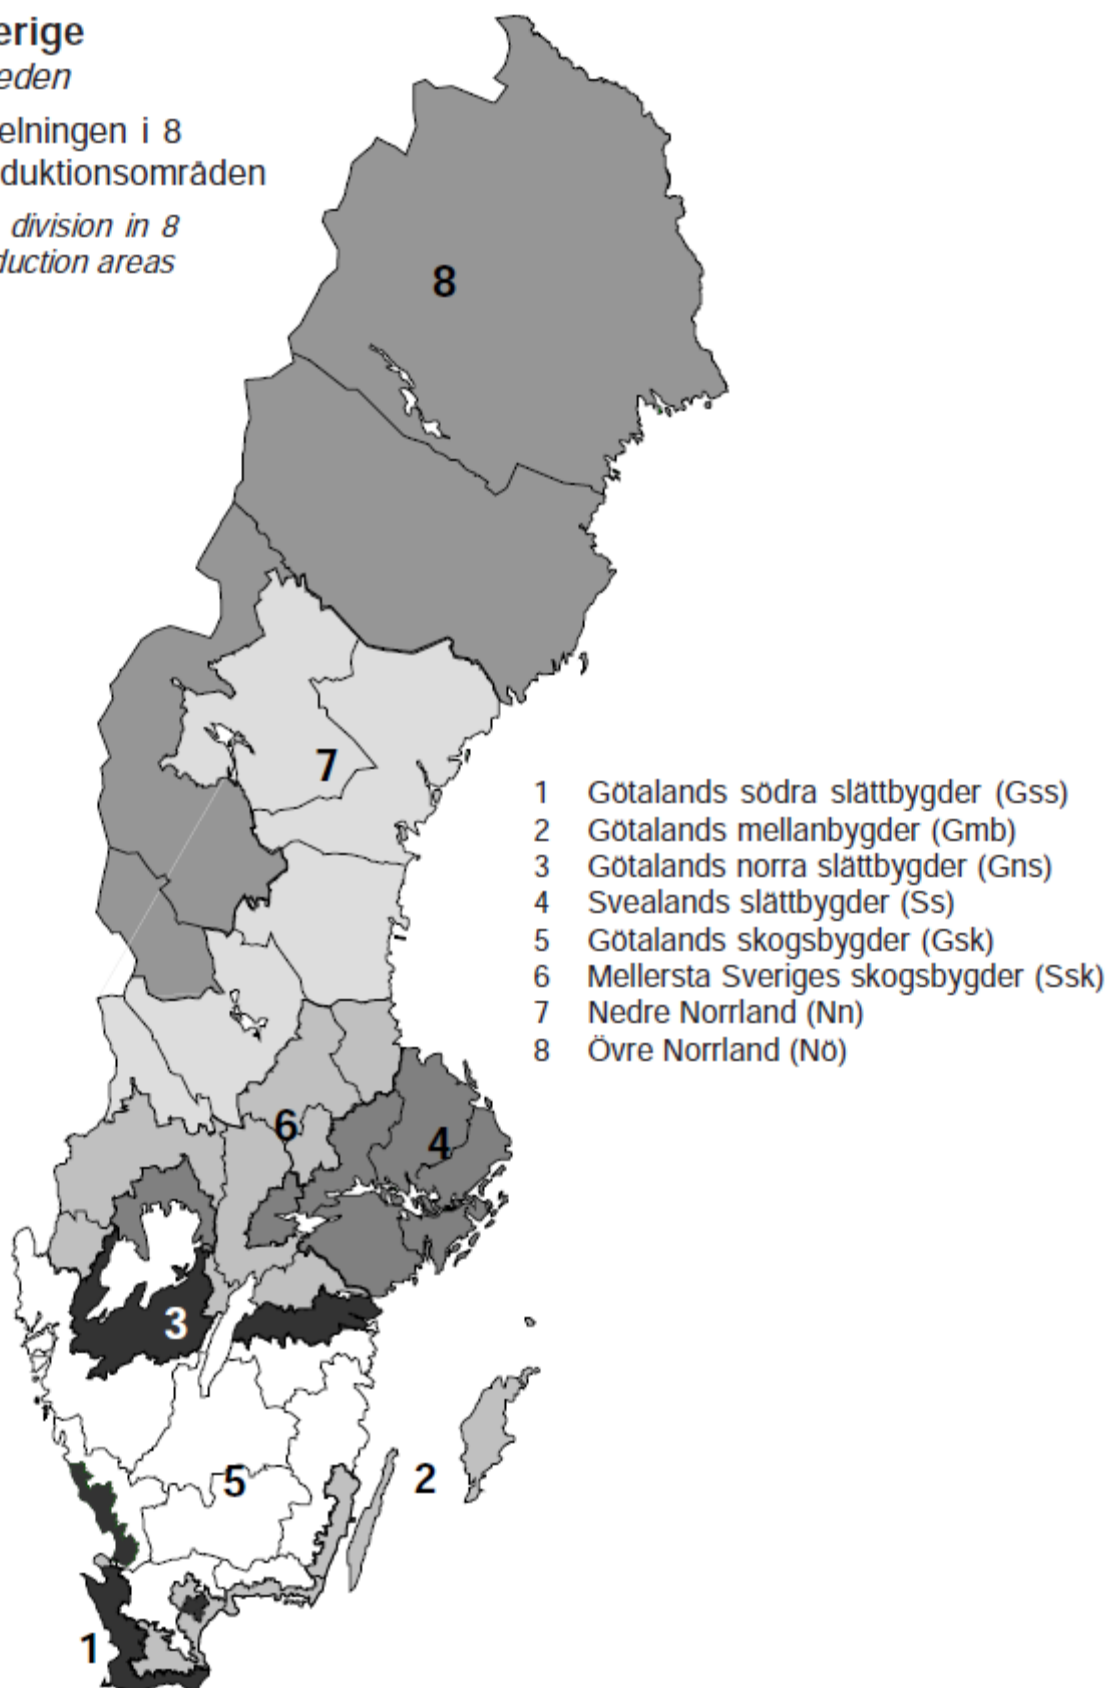 erige
eden
elningen i 8
duktionsområden
division in 8
duction areas
8
7
1 Götalands södra slättbygder (Gss)
2 Götalands mellanbygder (Gmb)
3 Götalands norra slättbygder (Gns)
4 Svealands slättbygder (Ss)
5 Götalands skogsbygder (Gsk)
6 Mellersta Sveriges skogsbygder (Ssk)
7 Nedre Norrland (Nn)
8 Övre Norrland (Nö)
6
4
3
5
2
1